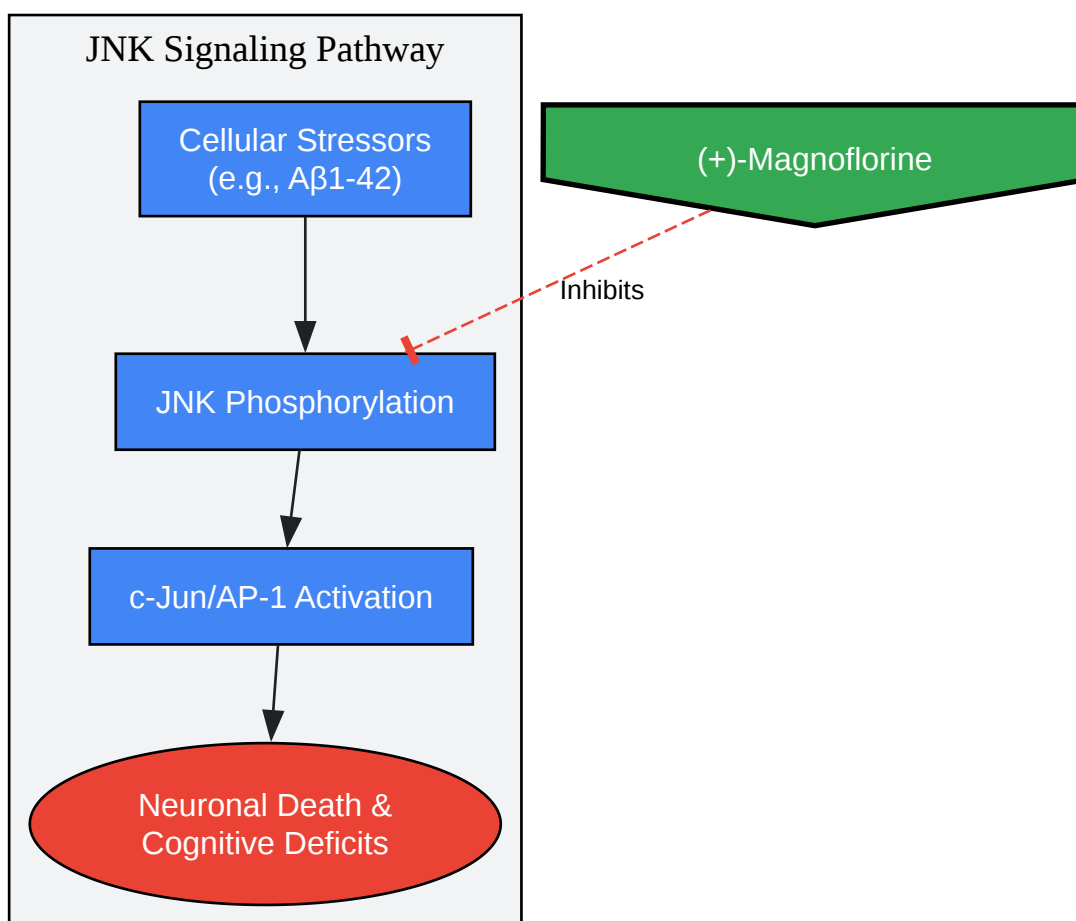 JNK Signaling Pathway
Cellular Stressors
(e.g., Aβ1-42)
(+)-Magnoflorine
Inhibits
JNK Phosphorylation
c-Jun/AP-1 Activation
Neuronal Death &
Cognitive Deficits